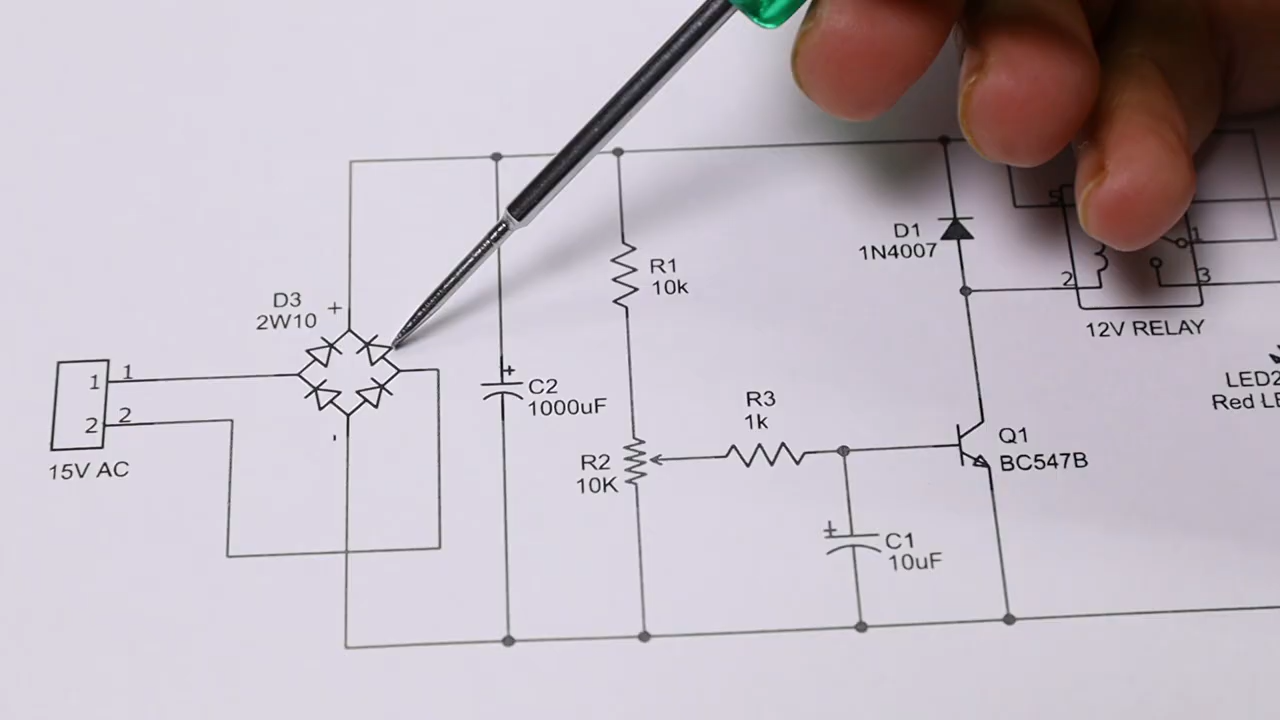 D3 +
2W10
1 1
2 2
15V AC
+
C2
1000uF
R1
10k
R2
10K
R3
1k
+
C1
10uF
D1
1N4007
5
1
2
3
12V RELAY
Q1
BC547B
LED2
Red LE